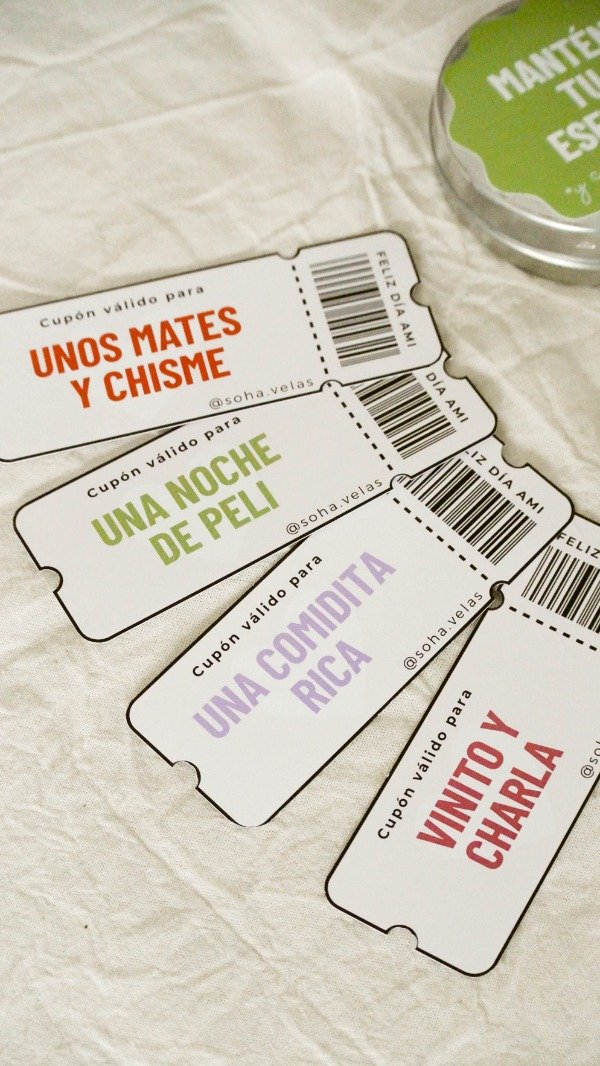 MANTÉN
TU
Cupón válido para
UNOS MATES
Y CHISME
@soha.velas
FELIZ DÍA AMI
Cupón válido para
UNA NOCHE
DE PELI
@soha.velas
DÍA AMI
Cupón válido para
UNA COMIDITA
RICA
@soha.velas
DÍA AMI
Cupón válido para
VINITO Y
CHARLA
FELIZ